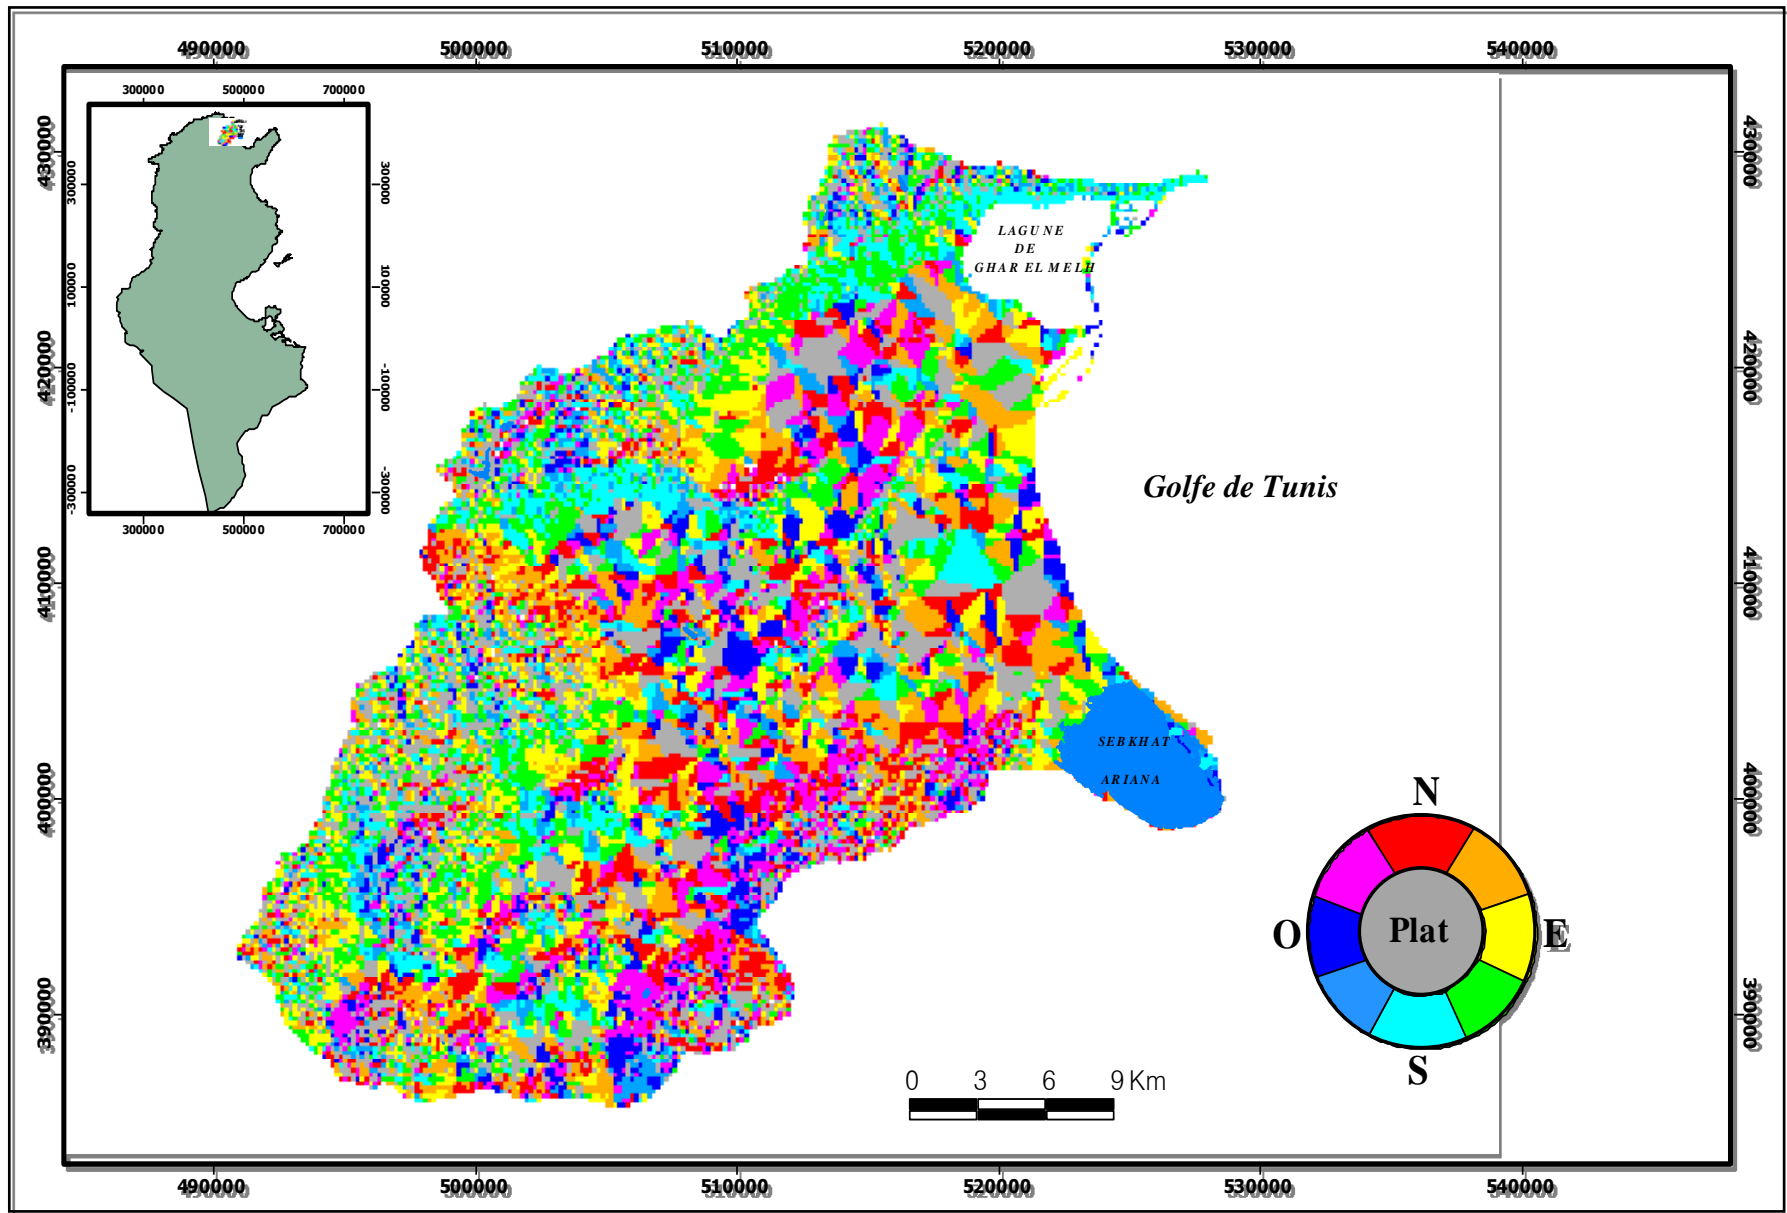 490000 500000 510000 520000 530000 540000
300000 500000 700000
430000 420000 410000 400000 390000
300000 100000 -100000 -300000
300000 100000 -100000 -300000
300000 500000 700000
LAGUNE
DE
GHAR EL MELH
Golfe de Tunis
SEBKHAT
ARIANA
430000 420000 410000 400000 390000
N
O Plat E
S
0 3 6 9 Km
490000 500000 510000 520000 530000 540000